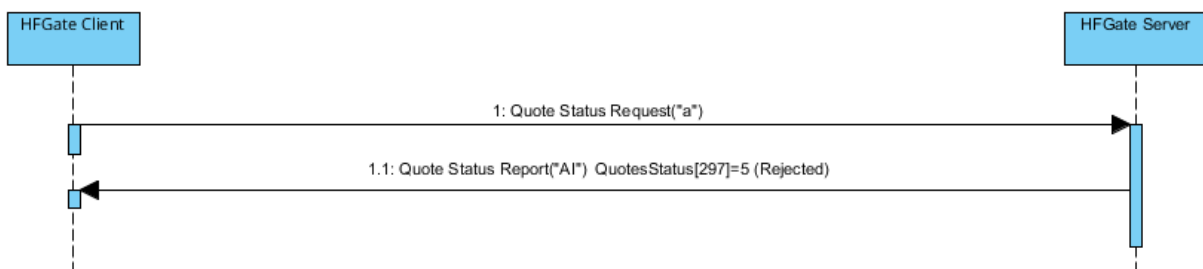 HFGate Client
HFGate Server
1: Quote Status Request("a")
1.1: Quote Status Report("AI")  QuotesStatus[297]=5 (Rejected)